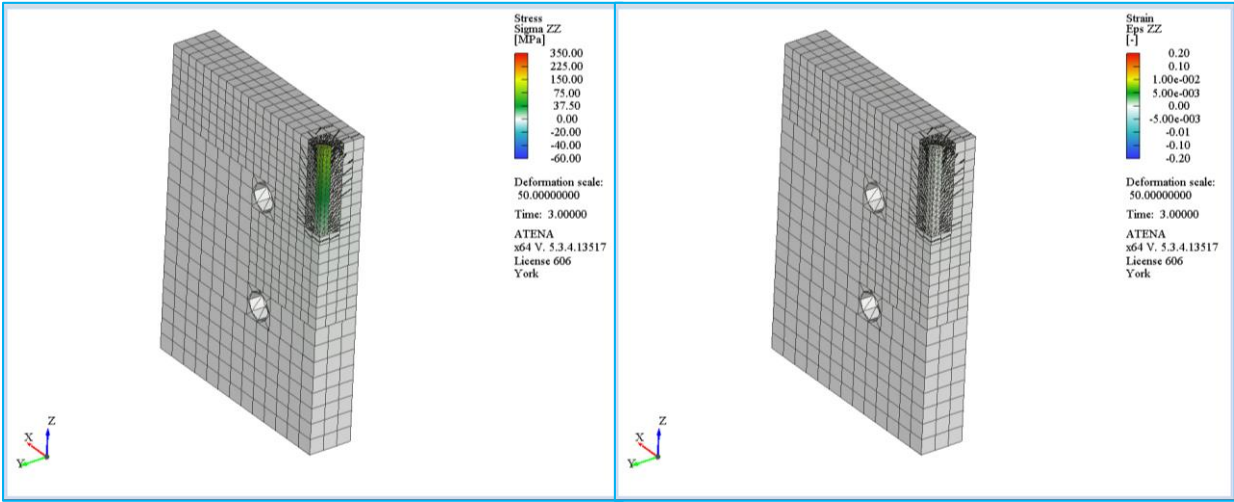 Stress
Sigma ZZ
[MPa]
350.00
225.00
150.00
75.00
37.50
0.00
-20.00
-40.00
-60.00
Deformation scale:
50.00000000
Time: 3.00000
ATENA
x64 V. 5.3.4.13517
License 606
York
Z
X
Y
Strain
Eps ZZ
[-]
0.20
0.10
1.00e-002
5.00e-003
0.00
-5.00e-003
-0.01
-0.10
-0.20
Deformation scale:
50.00000000
Time: 3.00000
ATENA
x64 V. 5.3.4.13517
License 606
York
Z
X
Y